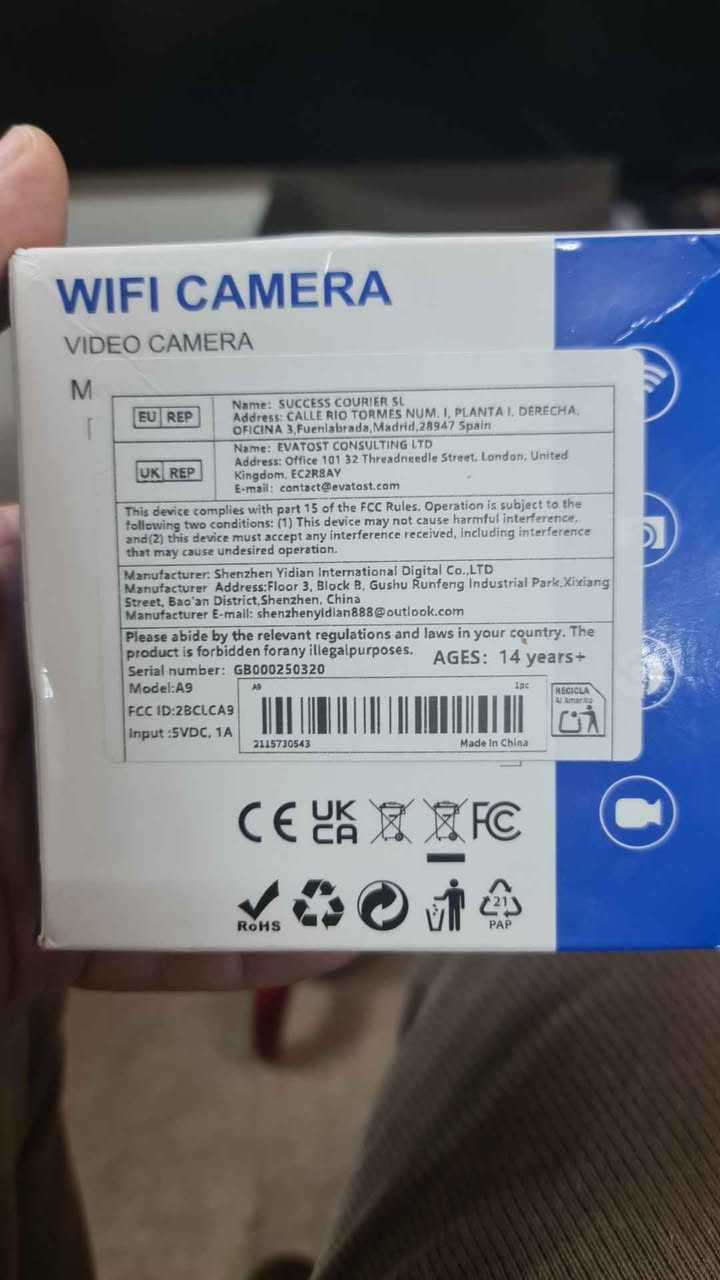 WIFI CAMERA
VIDEO CAMERA
M
EU REP
Name: SUCCESS COURIER SL
Address: CALLE RIO TORMES NUM. I, PLANTA I. DERECHA,
OFICINA 3,Fuenlabrada,Madrid,28947 Spain
UK REP
Name: EVATOST CONSULTING LTD
Address: Office 101 32 Threadneedle Street, London, United
Kingdom, EC2R8AY
E-mail: contact@evatost.com
This device complies with part 15 of the FCC Rules. Operation is subject to the
following two conditions: (1) This device may not cause harmful interference,
and(2) this device must accept any interference received, including interference
that may cause undesired operation.
Manufacturer: Shenzhen Yidian International Digital Co.,LTD
Manufacturer Address:Floor 3, Block B, Gushu Runfeng Industrial Park,Xixiang
Street, Bao'an District,Shenzhen, China
Manufacturer E-mail: shenzhenyidian888@outlook.com
Please abide by the relevant regulations and laws in your country. The
product is forbidden forany illegalpurposes.
AGES: 14 years+
Serial number: GB000250320
Model:A9
FCC ID:2BCLCA9
Input :5VDC, 1A
A9 1pc
2115730543 Made In China
RECICLA
Al Amarillo
CE UK CA FC
RoHS
21
PAP